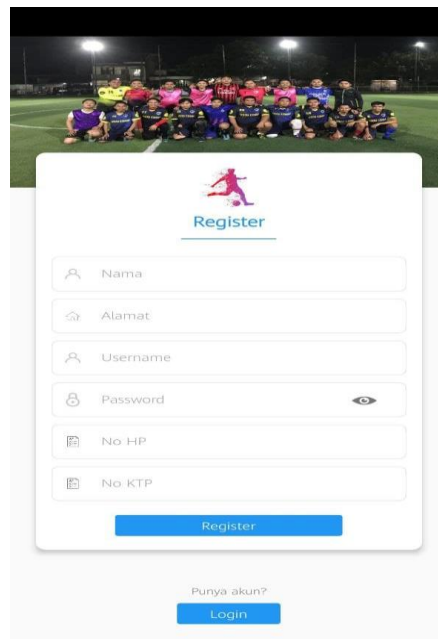 Register
Nama
Alamat
Username
Password
No HP
No KTP
Register
Punya akun?
Login